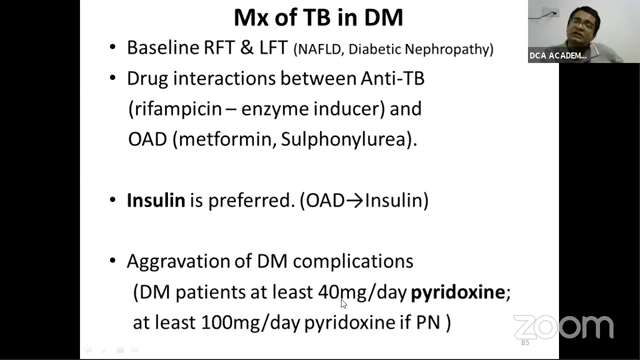 Mx of TB in DM
• Baseline RFT & LFT (NAFLD, Diabetic Nephropathy)
• Drug interactions between Anti-TB
(rifampicin – enzyme inducer) and
OAD (metformin, Sulphonylurea).
• Insulin is preferred. (OAD→Insulin)
• Aggravation of DM complications
(DM patients at least 40mg/day pyridoxine;
at least 100mg/day pyridoxine if PN )
DCA ACADEM...
zoom
85